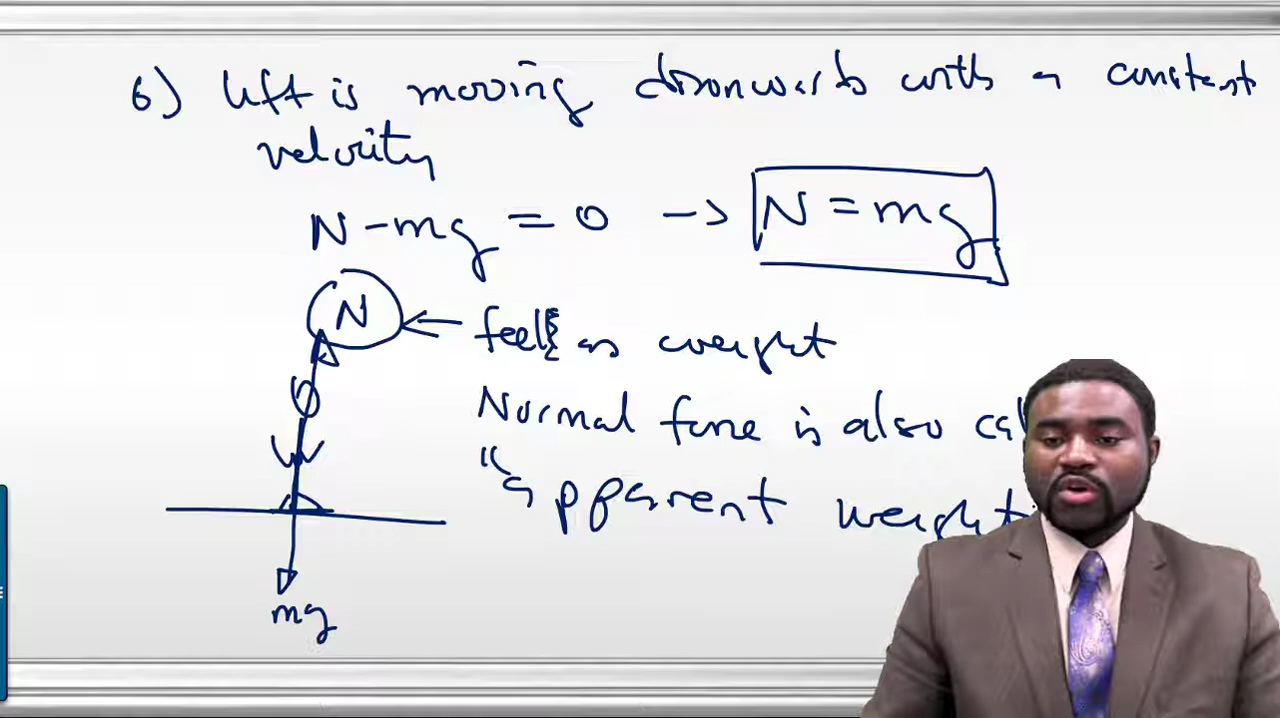 6) lift is moving downwards with a constant
velocity
N - mg = 0 -> N = mg
N ← feels as weight
Normal force is also
"apparent weight
mg